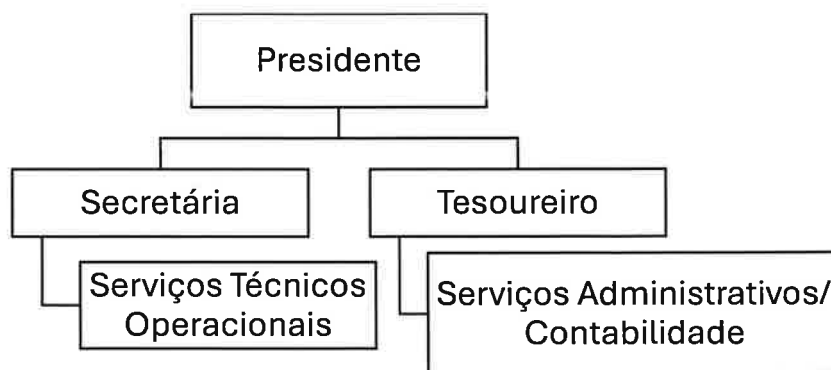 Presidente
Secretária
Tesoureiro
Serviços Técnicos
Operacionais
Serviços Administrativos/
Contabilidade